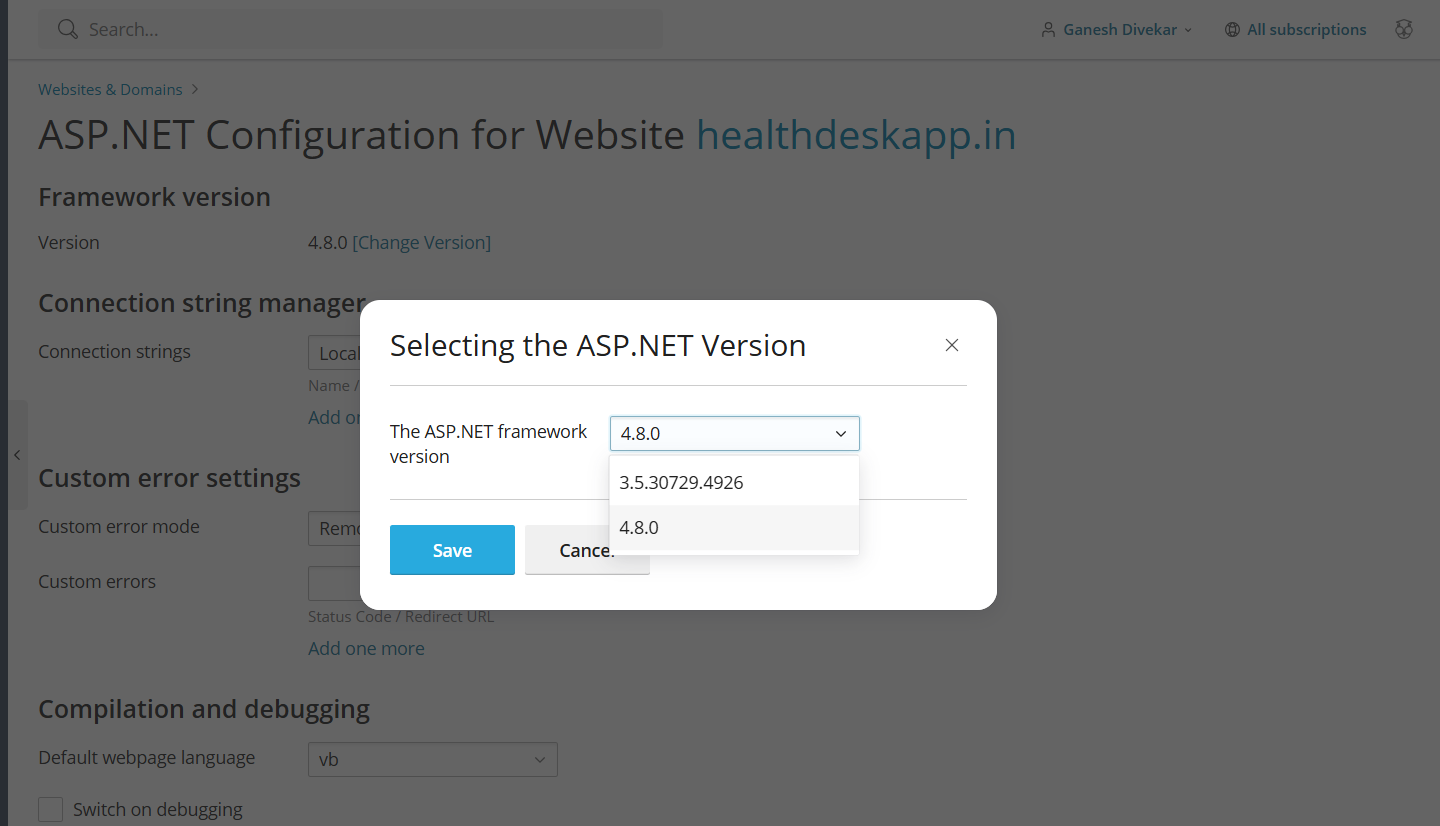 Search...
Ganesh Divekar
All subscriptions
Websites & Domains
ASP.NET Configuration for Website healthdeskapp.in
Framework version
Version
4.8.0 [Change Version]
Connection string manager
Connection strings
Local
Name /
Add on
Selecting the ASP.NET Version
The ASP.NET framework
version
4.8.0
3.5.30729.4926
4.8.0
Save
Cancel
Custom error settings
Custom error mode
Remo
Custom errors
Status Code / Redirect URL
Add one more
Compilation and debugging
Default webpage language
vb
Switch on debugging